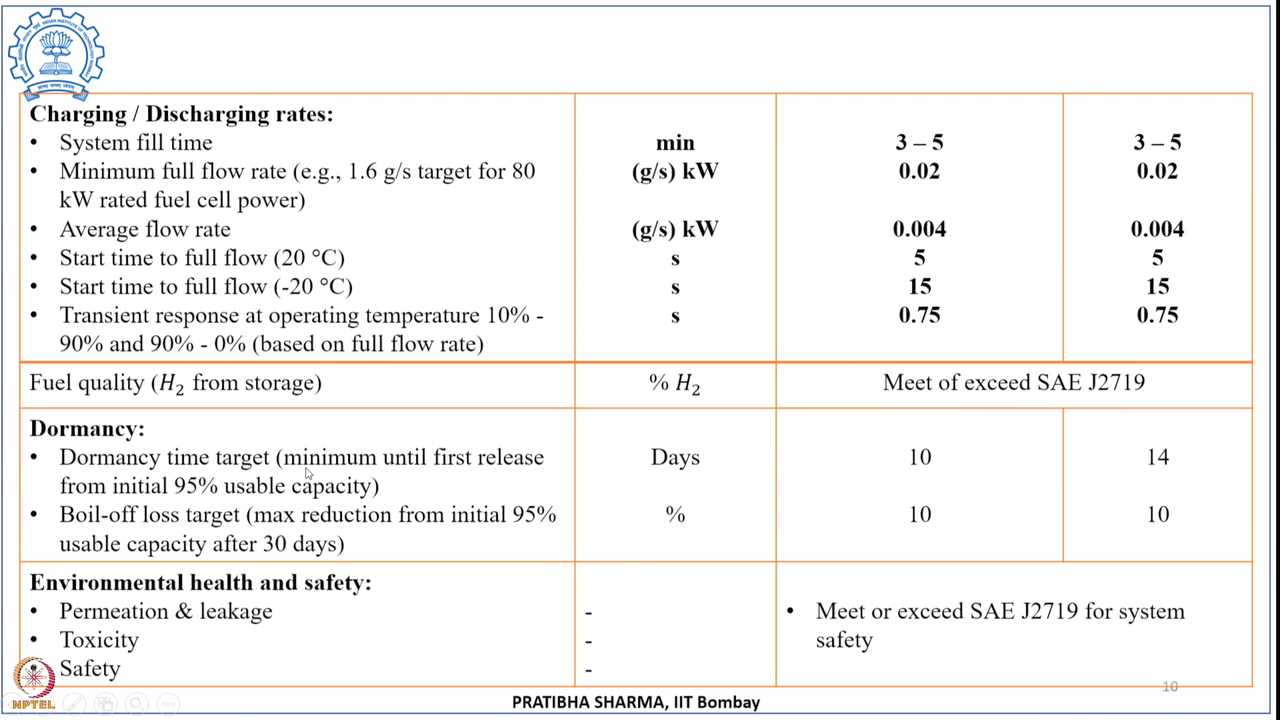 Charging / Discharging rates:
• System fill time min 3 – 5 3 – 5
• Minimum full flow rate (e.g., 1.6 g/s target for 80 (g/s) kW 0.02 0.02
kW rated fuel cell power)
• Average flow rate (g/s) kW 0.004 0.004
• Start time to full flow (20 °C) s 5 5
• Start time to full flow (-20 °C) s 15 15
• Transient response at operating temperature 10% - s 0.75 0.75
90% and 90% - 0% (based on full flow rate)
Fuel quality (H₂ from storage) % H₂ Meet of exceed SAE J2719
Dormancy:
• Dormancy time target (minimum until first release Days 10 14
from initial 95% usable capacity)
• Boil-off loss target (max reduction from initial 95% % 10 10
usable capacity after 30 days)
Environmental health and safety:
• Permeation & leakage - • Meet or exceed SAE J2719 for system
• Toxicity - safety
Safety -
10
NPTEL
PRATIBHA SHARMA, IIT Bombay